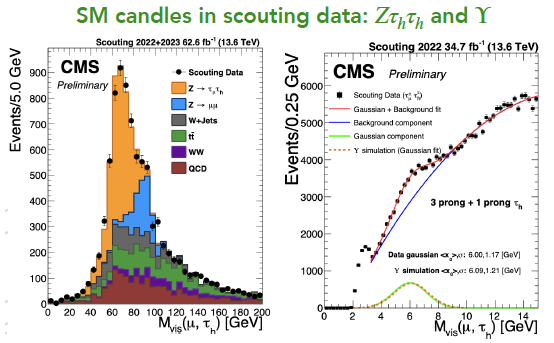 SM candles in scouting data: Zτhτh and ϒ
Scouting 2022+2023 62.6 fb⁻¹ (13.6 TeV)
CMS
Preliminary
Scouting Data
Z → τμτh
Z → μμ
W+Jets
tt̄
WW
QCD
Events/5.0 GeV
900
800
700
600
500
400
300
200
100
0
0 20 40 60 80 100 120 140 160 180 200
Mvis(μ, τh) [GeV]
Scouting 2022 34.7 fb⁻¹ (13.6 TeV)
CMS Preliminary
Gaussian + Background fit
Background component
Gaussian component
ϒ simulation (Gaussian fit)
3 prong + 1 prong τh
Data gaussian <x₀>,σ: 6.00,1.17 [GeV]
ϒ simulation <x₀>,σ: 6.09,1.21 [GeV]
Events/0.25 GeV
6000
5000
4000
3000
2000
1000
0
0 2 4 6 8 10 12 14
Mvis(μ, τh) [GeV]